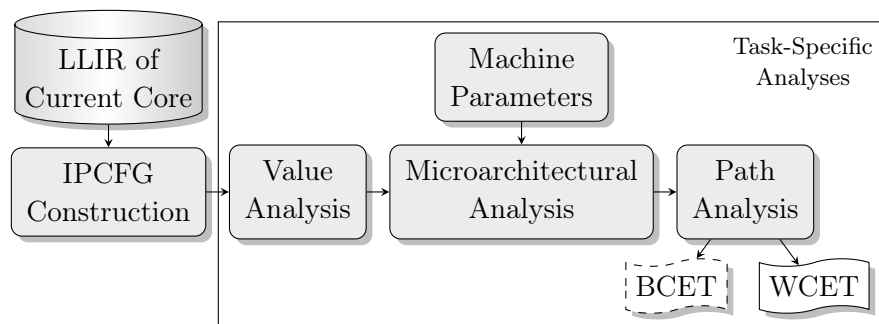 LLIR of
Current Core
Machine
Parameters
Task-Specific
Analyses
IPCFG
Construction
Value
Analysis
Microarchitectural
Analysis
Path
Analysis
BCET
WCET